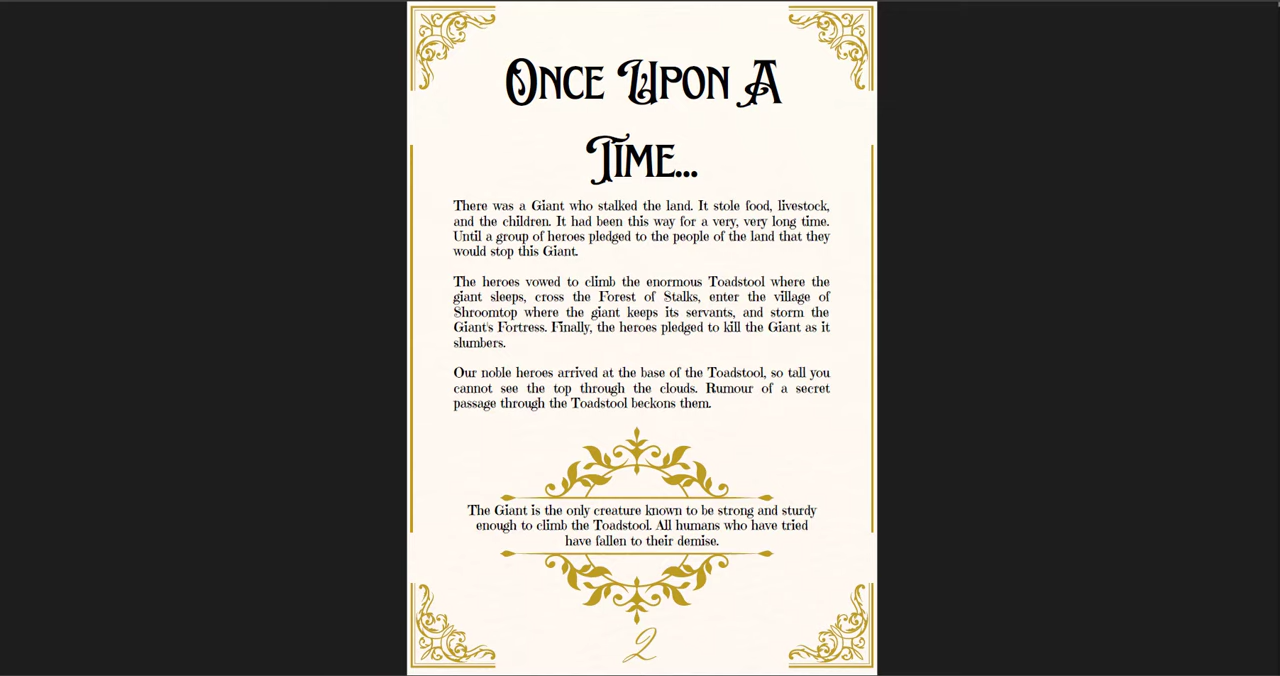 Once Upon A
Time...
There was a Giant who stalked the land. It stole food, livestock,
and the children. It had been this way for a very, very long time.
Until a group of heroes pledged to the people of the land that they
would stop this Giant.
The heroes vowed to climb the enormous Toadstool where the
giant sleeps, cross the Forest of Stalks, enter the village of
Shroomtop where the giant keeps its servants, and storm the
Giant's Fortress. Finally, the heroes pledged to kill the Giant as it
slumbers.
Our noble heroes arrived at the base of the Toadstool, so tall you
cannot see the top through the clouds. Rumour of a secret
passage through the Toadstool beckons them.
The Giant is the only creature known to be strong and sturdy
enough to climb the Toadstool. All humans who have tried
have fallen to their demise.
2